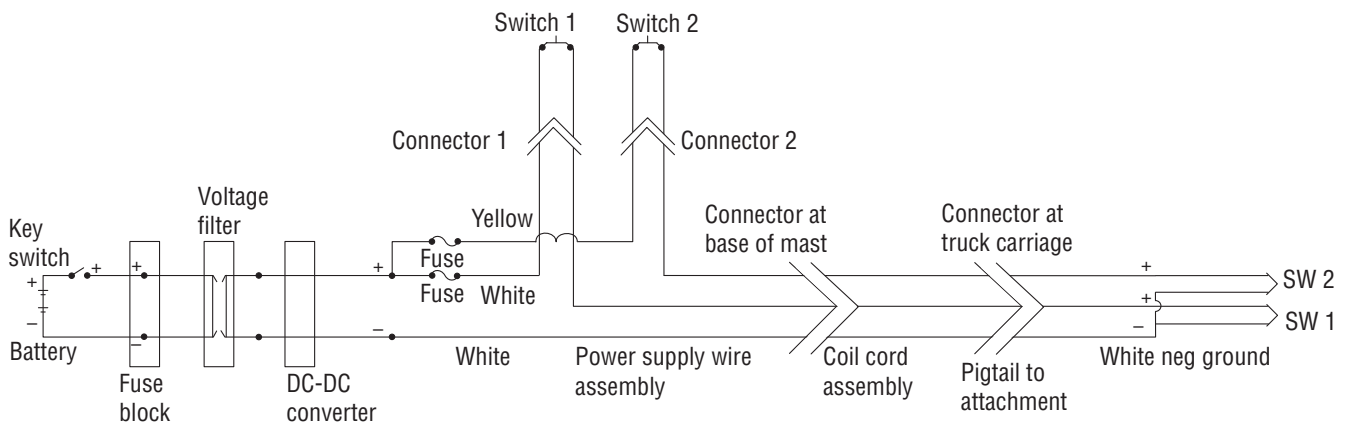 Switch 1
Switch 2
Connector 1
Connector 2
Voltage
filter
Yellow
Connector at
base of mast
Connector at
truck carriage
Key
switch
+
+
+
+
Fuse
+
SW 2
+
Fuse
White
+
SW 1
–
–
–
–
Battery
White
Power supply wire
assembly
Coil cord
assembly
Pigtail to
attachment
White neg ground
Fuse
block
DC-DC
converter